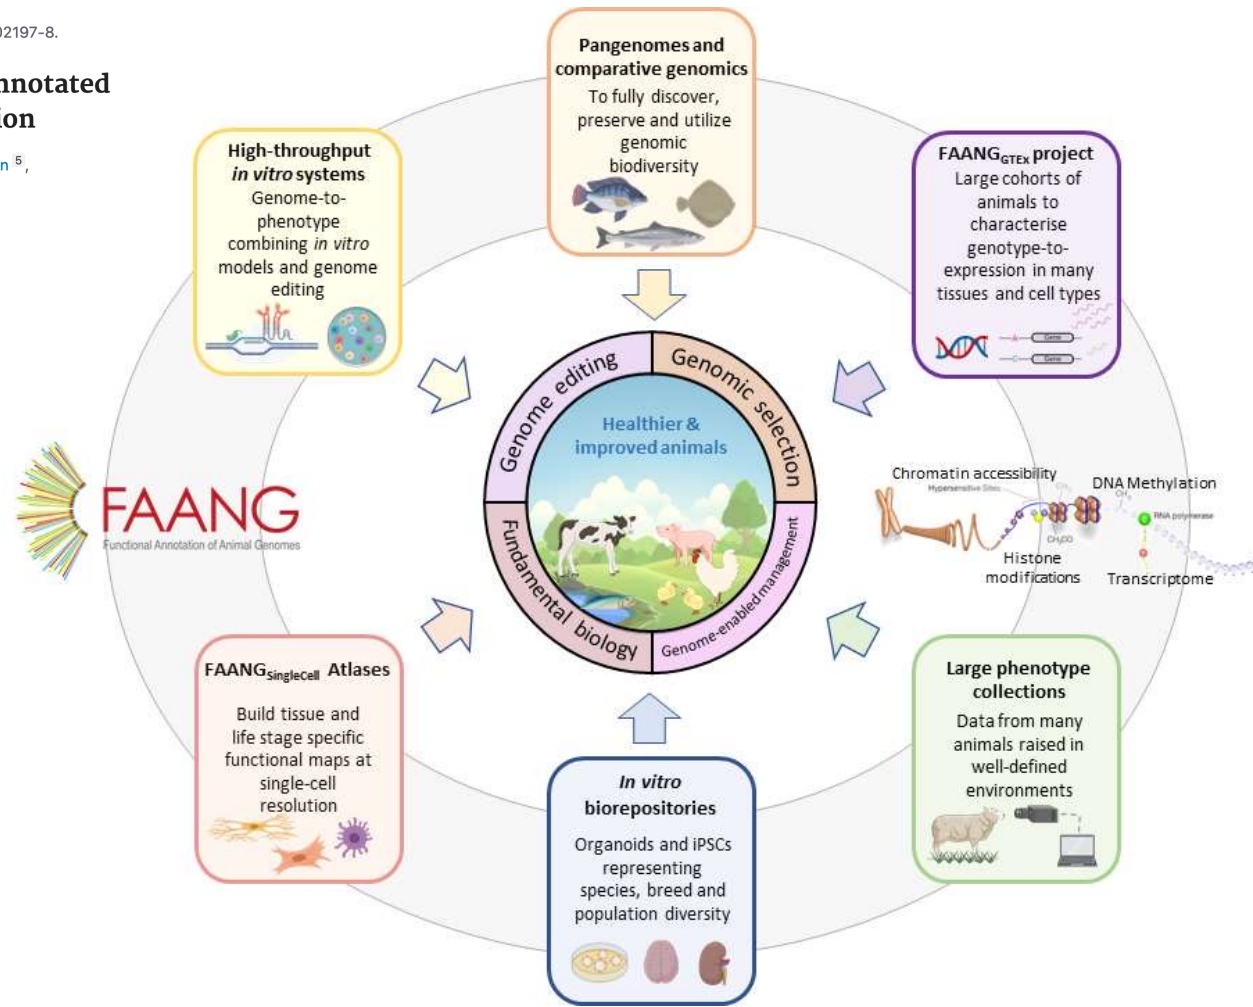 02197-8.
nnotated
ion
n 5,
Pangenomes and
comparative genomics
To fully discover,
preserve and utilize
genomic
biodiversity
High-throughput
in vitro systems
Genome-to-
phenotype
combining in vitro
models and genome
editing
FAANGGTEx project
Large cohorts of
animals to
characterise
genotype-to-
expression in many
tissues and cell types
A
Gene
C
Gene
Genome editing
Genomic selection
Healthier &
improved animals
Fundamental biology
Genome-enabled management
FAANG
Functional Annotation of Animal Genomes
Chromatin accessibility
Hypersensitive Sites
DNA Methylation
CH3
RNA polymerase
CH3CO
Histone
modifications
Transcriptome
FAANGSingleCell Atlases
Build tissue and
life stage specific
functional maps at
single-cell
resolution
In vitro
biorepositories
Organoids and iPSCs
representing
species, breed and
population diversity
Large phenotype
collections
Data from many
animals raised in
well-defined
environments